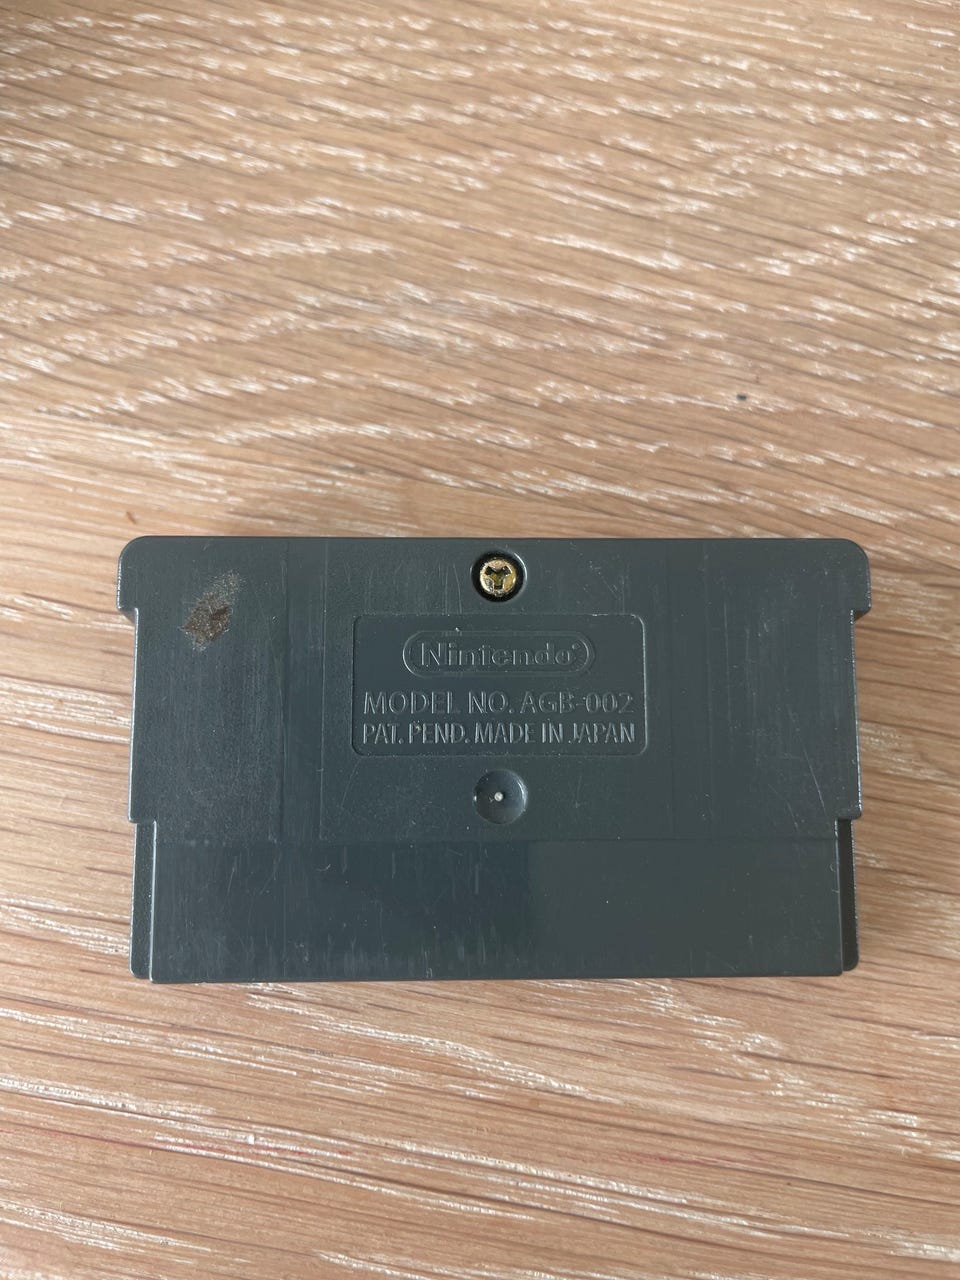 Nintendo®
MODEL NO. AGB-002
PAT. PEND. MADE IN JAPAN